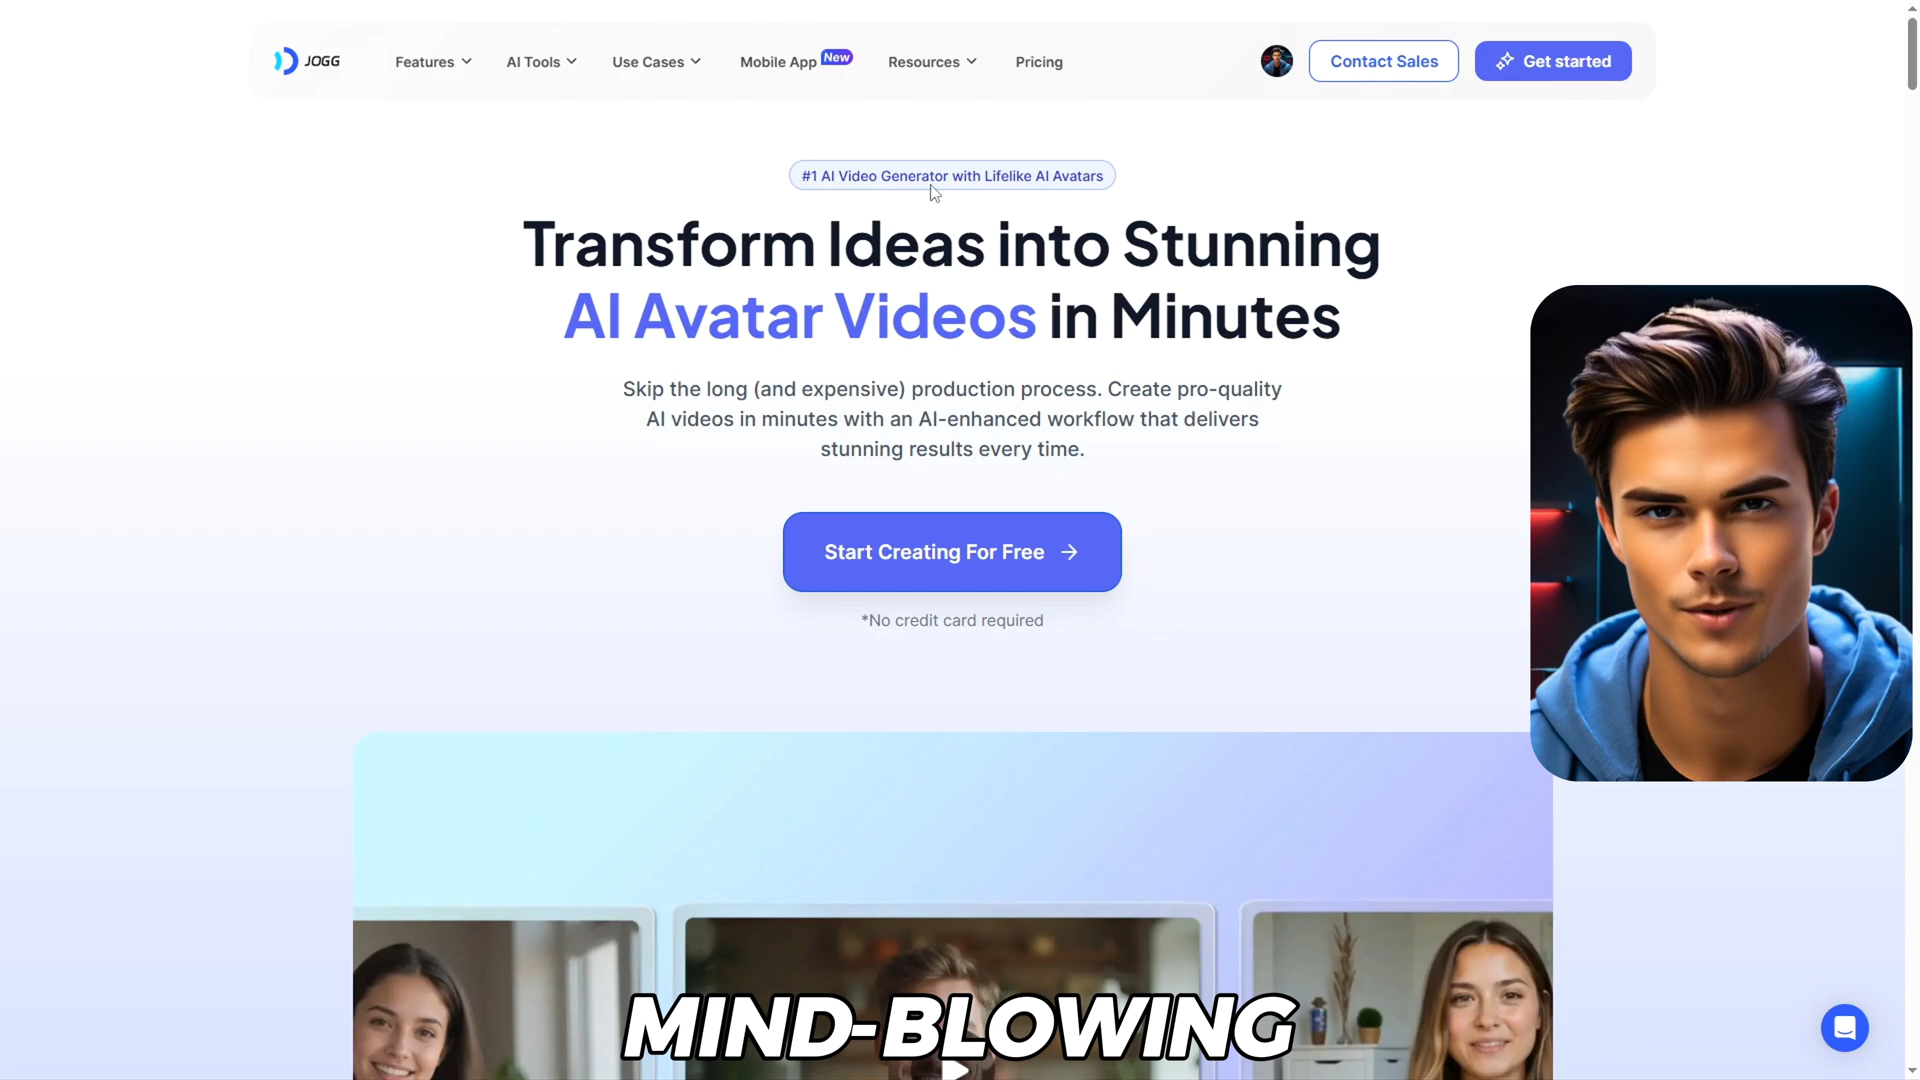 JOGG
Features
AI Tools
Use Cases
Mobile App New
Resources
Pricing
Contact Sales
Get started
#1 AI Video Generator with Lifelike AI Avatars
Transform Ideas into Stunning
AI Avatar Videos in Minutes
Skip the long (and expensive) production process. Create pro-quality
AI videos in minutes with an AI-enhanced workflow that delivers
stunning results every time.
Start Creating For Free
*No credit card required
MIND-BLOWING